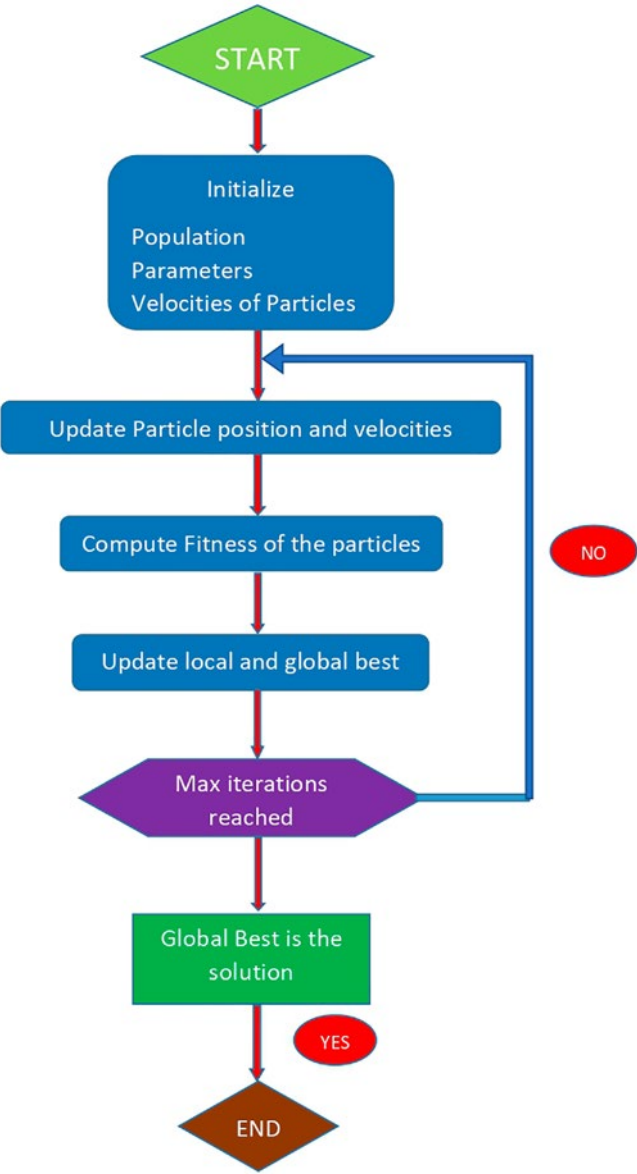 START
Initialize
Population
Parameters
Velocities of Particles
Update Particle position and velocities
Compute Fitness of the particles
NO
Update local and global best
Max iterations
reached
Global Best is the
solution
YES
END